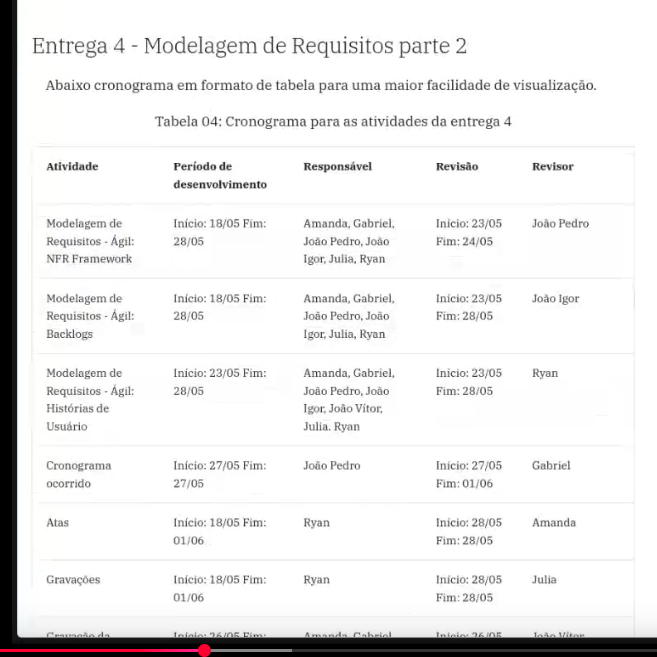 Entrega 4 - Modelagem de Requisitos parte 2
Abaixo cronograma em formato de tabela para uma maior facilidade de visualização.
Tabela 04: Cronograma para as atividades da entrega 4
Atividade
Período de
desenvolvimento
Responsável
Revisão
Revisor
Modelagem de
Requisitos - Ágil:
NFR Framework
Início: 18/05 Fim:
28/05
Amanda, Gabriel,
João Pedro, João
Igor, Julia, Ryan
Início: 23/05
Fim: 24/05
João Pedro
Modelagem de
Requisitos - Ágil:
Backlogs
Início: 18/05 Fim:
28/05
Amanda, Gabriel,
João Pedro, João
Igor, Julia, Ryan
Início: 23/05
Fim: 28/05
João Igor
Modelagem de
Requisitos - Ágil:
Histórias de
Usuário
Início: 23/05 Fim:
28/05
Amanda, Gabriel,
João Pedro, João
Igor, João Vítor,
Julia. Ryan
Início: 23/05
Fim: 28/05
Ryan
Cronograma
ocorrido
Início: 27/05 Fim:
27/05
João Pedro
Início: 27/05
Fim: 01/06
Gabriel
Atas
Início: 18/05 Fim:
01/06
Ryan
Início: 28/05
Fim: 28/05
Amanda
Gravações
Início: 18/05 Fim:
01/06
Ryan
Início: 28/05
Fim: 28/05
Julia
Gravação da
Início: 26/05 Fim:
Amanda, Gabriel,
Início: 26/05
João Vítor